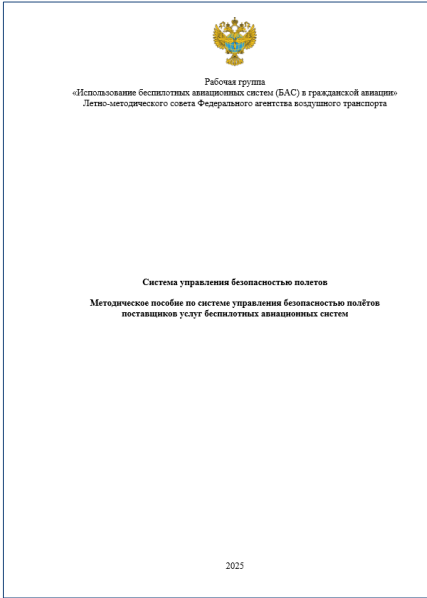 Рабочая группа
«Использование беспилотных авиационных систем (БАС) в гражданской авиации»
Летно-методического совета Федерального агентства воздушного транспорта
Система управления безопасностью полетов
Методическое пособие по системе управления безопасностью полётов
поставщиков услуг беспилотных авиационных систем
2025